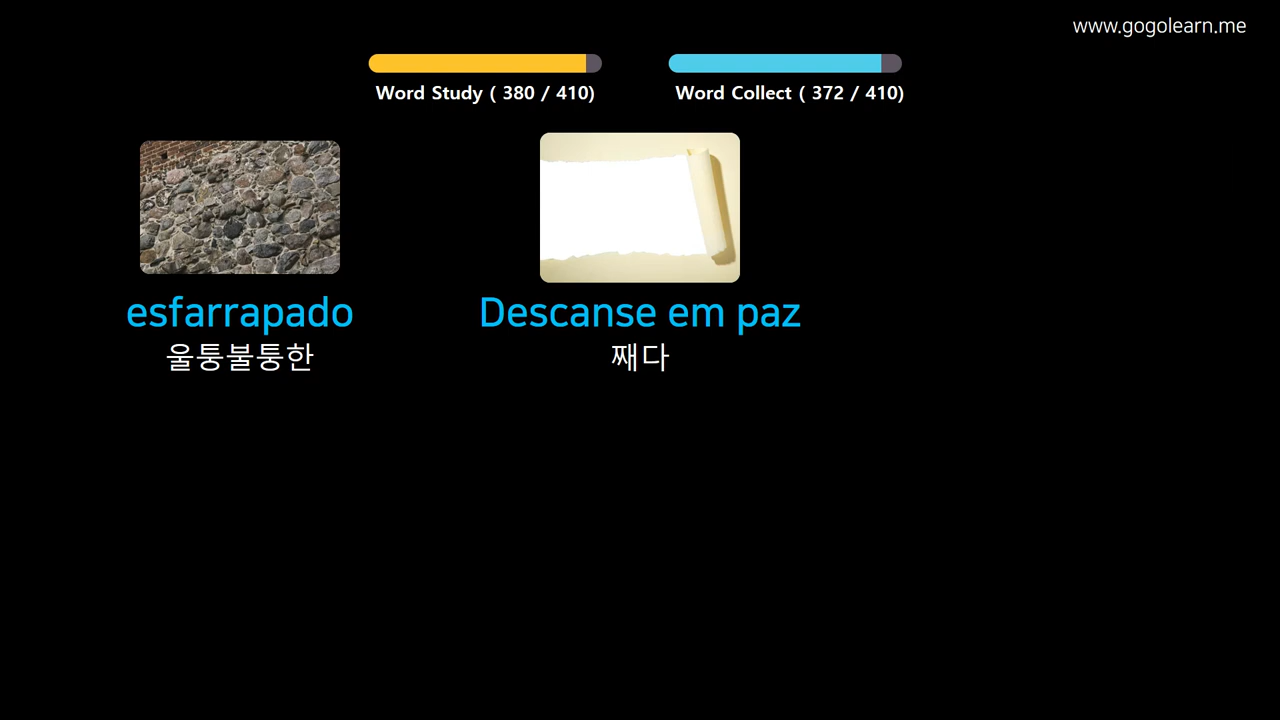 www.gogolearn.me
Word Study ( 380 / 410)
Word Collect ( 372 / 410)
esfarrapado
Descanse em paz
울퉁불퉁한
째다